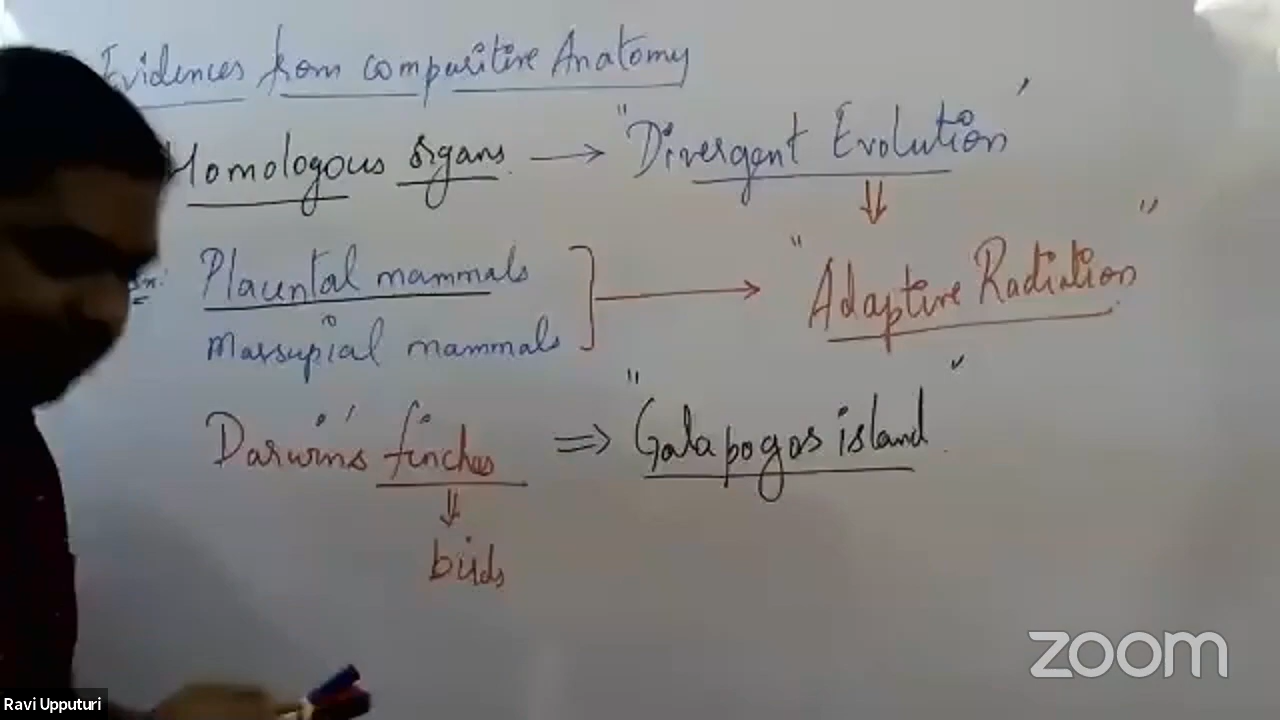 Evidences from comparitive Anatomy
Homologous organs. → "Divergent Evolution"
⇓
Ex: Placental mammals → "Adaptive Radiation"
Marsupial mammals
Darwin's finches ⇒ "Galapogos island"
⇓
birds
zoom
Ravi Upputuri